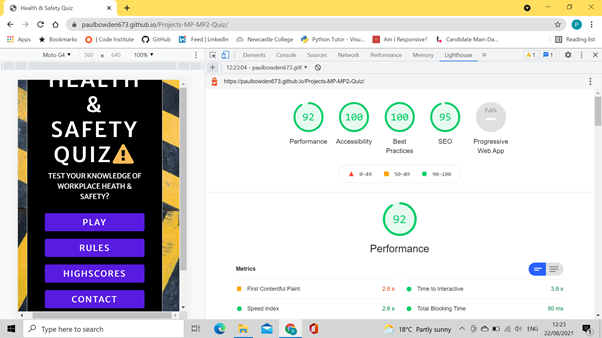 Health & Safety Quiz
paulbowden673.github.io/Projects-MP-MP2-Quiz/
Apps
Bookmarks
[ Code Institute
GitHub
Feed | LinkedIn
Newcastle College
Python Tutor - Visu...
Am I Responsive?
Candidate Main Da...
Reading list
Moto G4
360
640
100%
Elements
Console
Sources
Network
Performance
Memory
Lighthouse
1
1
12:23:04 - paulbowden673.gitl
https://paulbowden673.github.io/Projects-MP-MP2-Quiz/
HEALTH
&
SAFETY
QUIZ
TEST YOUR KNOWLEDGE OF
WORKPLACE HEATH &
SAFETY?
PLAY
RULES
HIGHSCORES
CONTACT
92
100
100
95
PWA
Performance
Accessibility
Best
Practices
SEO
Progressive
Web App
0–49
50–89
90–100
92
Performance
Metrics
First Contentful Paint
2.6 s
Time to Interactive
3.8 s
Speed Index
2.6 s
Total Blocking Time
80 ms
Type here to search
18°C Partly sunny
ENG
12:23
22/08/2021